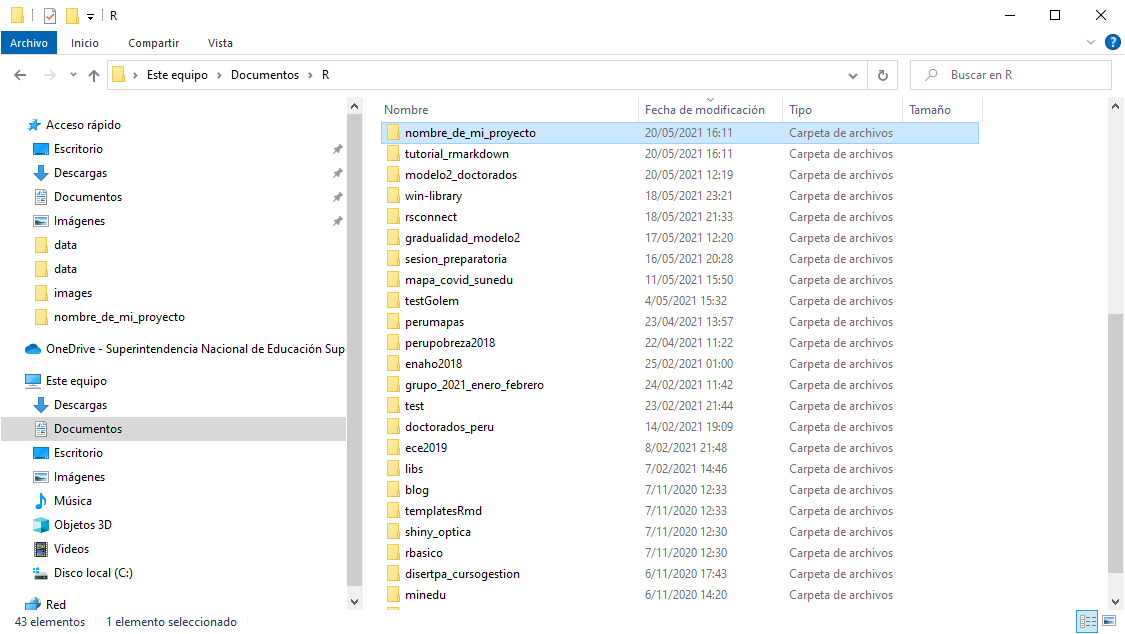 R
Archivo Inicio Compartir Vista
Este equipo Documentos R
Buscar en R
Acceso rápido
Escritorio
Descargas
Documentos
Imágenes
data
data
images
nombre_de_mi_proyecto
OneDrive - Superintendencia Nacional de Educación Sup
Este equipo
Descargas
Documentos
Escritorio
Imágenes
Música
Objetos 3D
Videos
Disco local (C:)
Red
Nombre Fecha de modificación Tipo Tamaño
nombre_de_mi_proyecto 20/05/2021 16:11 Carpeta de archivos
tutorial_rmarkdown 20/05/2021 16:11 Carpeta de archivos
modelo2_doctorados 20/05/2021 12:19 Carpeta de archivos
win-library 18/05/2021 23:21 Carpeta de archivos
rsconnect 18/05/2021 21:33 Carpeta de archivos
gradualidad_modelo2 17/05/2021 12:20 Carpeta de archivos
sesion_preparatoria 16/05/2021 20:28 Carpeta de archivos
mapa_covid_sunedu 11/05/2021 15:50 Carpeta de archivos
testGolem 4/05/2021 15:32 Carpeta de archivos
perumapas 23/04/2021 13:57 Carpeta de archivos
perupobreza2018 22/04/2021 11:22 Carpeta de archivos
enaho2018 25/02/2021 01:00 Carpeta de archivos
grupo_2021_enero_febrero 24/02/2021 11:42 Carpeta de archivos
test 23/02/2021 21:44 Carpeta de archivos
doctorados_peru 14/02/2021 19:09 Carpeta de archivos
ece2019 8/02/2021 21:48 Carpeta de archivos
libs 7/02/2021 14:46 Carpeta de archivos
blog 7/11/2020 12:33 Carpeta de archivos
templatesRmd 7/11/2020 12:33 Carpeta de archivos
shiny_optica 7/11/2020 12:30 Carpeta de archivos
rbasico 7/11/2020 12:30 Carpeta de archivos
disertpa_cursogestion 6/11/2020 17:43 Carpeta de archivos
minedu 6/11/2020 14:20 Carpeta de archivos
43 elementos 1 elemento seleccionado